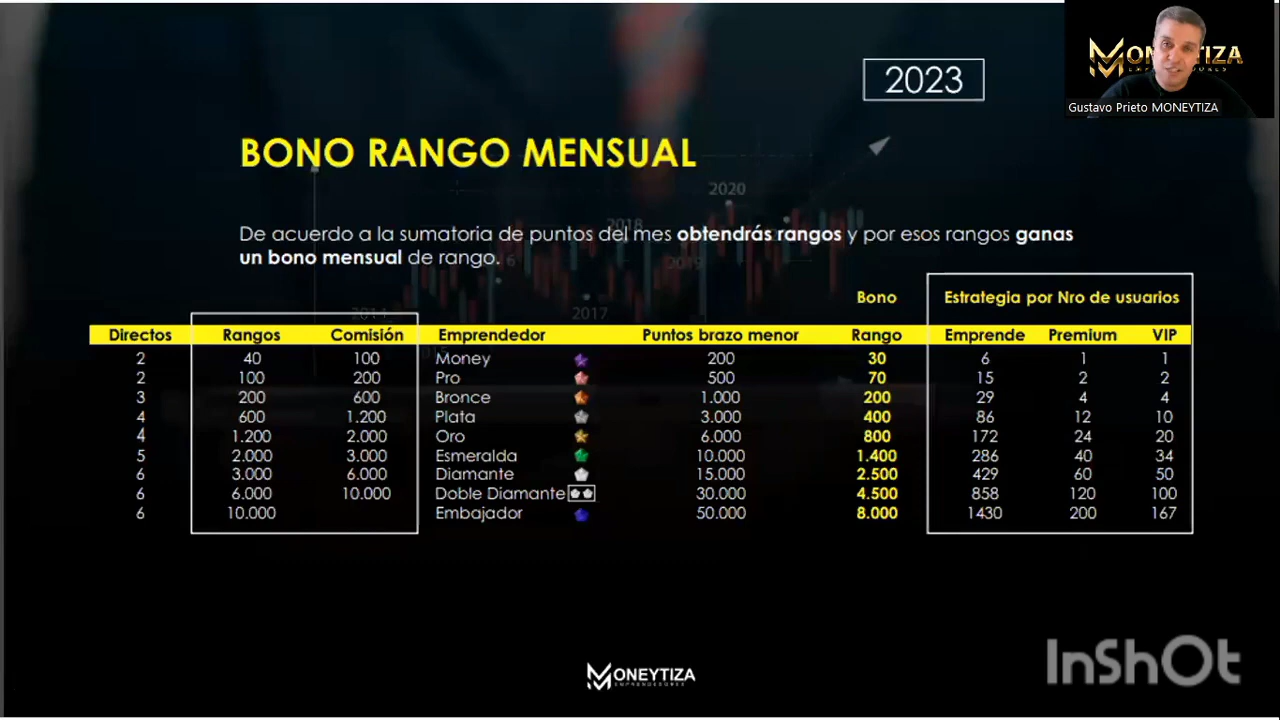 MONEYTIZA
Gustavo Prieto MONEYTIZA
2023
BONO RANGO MENSUAL
2020
2018
De acuerdo a la sumatoria de puntos del mes obtendrás rangos y por esos rangos ganas
un bono mensual de rango.
2019
2017
2014
Bono Estrategia por Nro de usuarios
Directos Rangos Comisión Emprendedor Puntos brazo menor Rango Emprende Premium VIP
2 40 100 Money 200 30 6 1 1
2 100 200 Pro 500 70 15 2 2
3 200 600 Bronce 1.000 200 29 4 4
4 600 1.200 Plata 3.000 400 86 12 10
4 1.200 2.000 Oro 6.000 800 172 24 20
5 2.000 3.000 Esmeralda 10.000 1.400 286 40 34
6 3.000 6.000 Diamante 15.000 2.500 429 60 50
6 6.000 10.000 Doble Diamante 30.000 4.500 858 120 100
6 10.000 Embajador 50.000 8.000 1430 200 167
MONEYTIZA
EMPRENDEDORES
InShOt